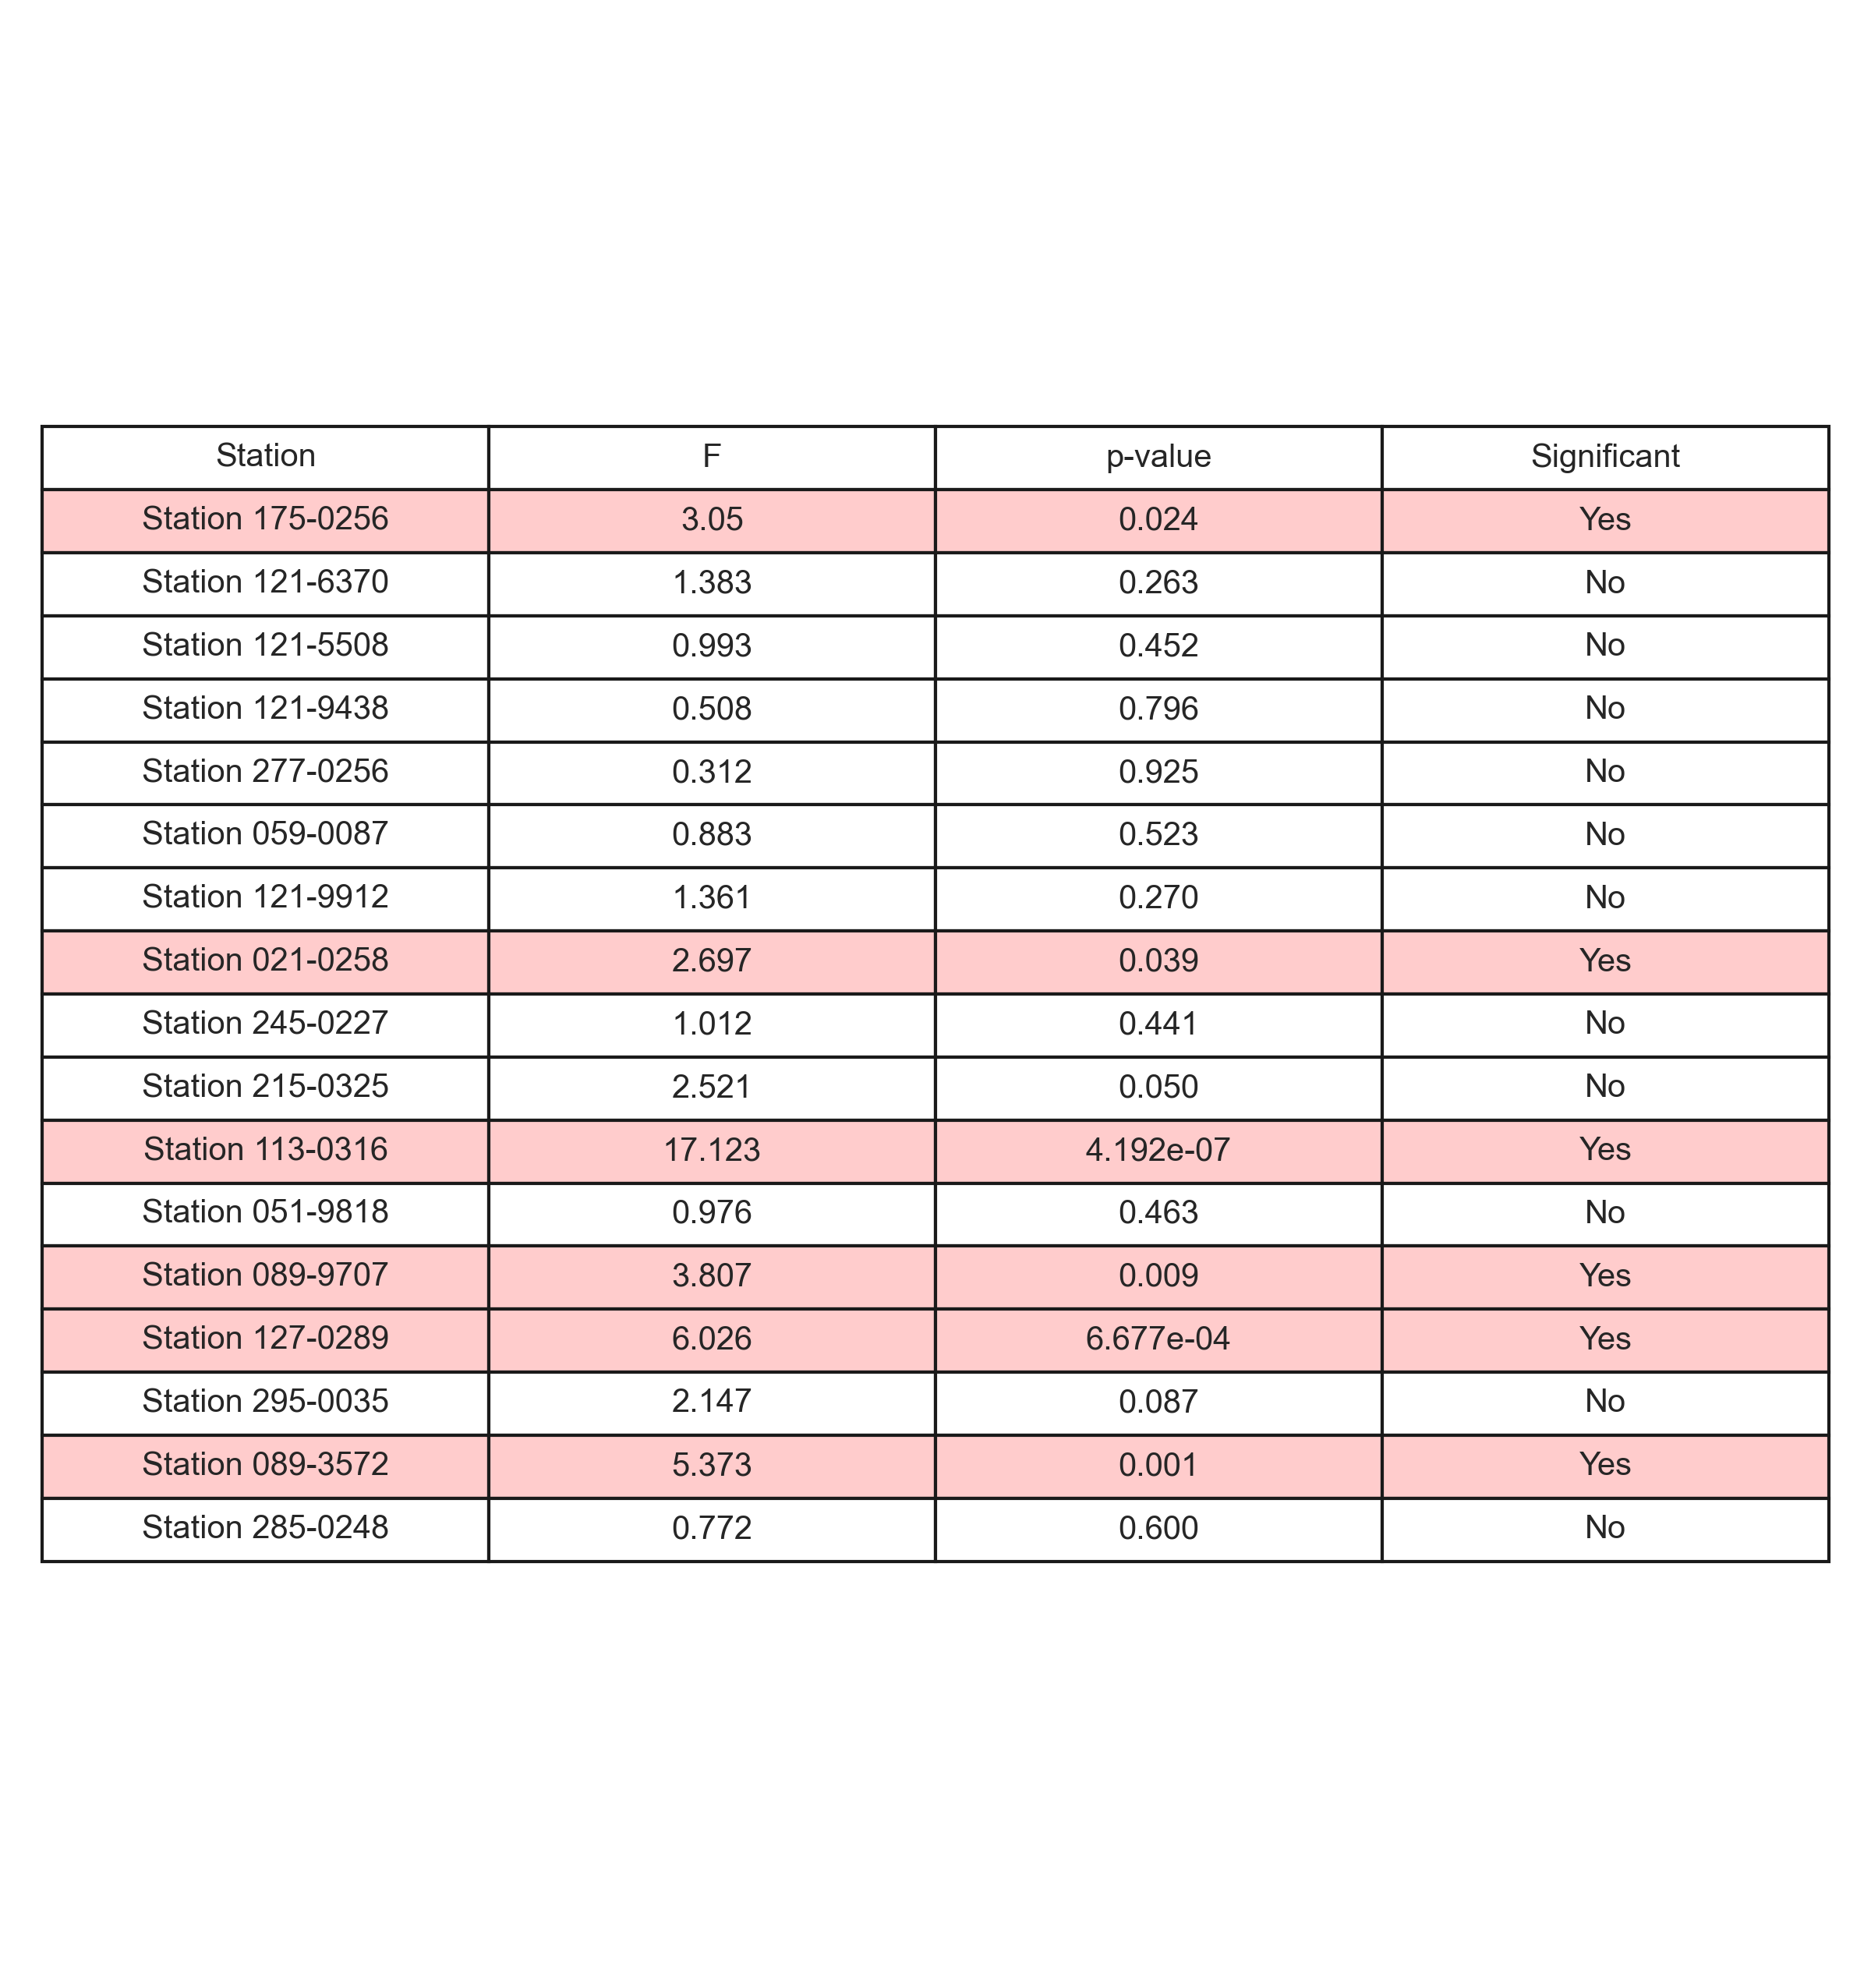 Station F p-value Significant
Station 175-0256 3.05 0.024 Yes
Station 121-6370 1.383 0.263 No
Station 121-5508 0.993 0.452 No
Station 121-9438 0.508 0.796 No
Station 277-0256 0.312 0.925 No
Station 059-0087 0.883 0.523 No
Station 121-9912 1.361 0.270 No
Station 021-0258 2.697 0.039 Yes
Station 245-0227 1.012 0.441 No
Station 215-0325 2.521 0.050 No
Station 113-0316 17.123 4.192e-07 Yes
Station 051-9818 0.976 0.463 No
Station 089-9707 3.807 0.009 Yes
Station 127-0289 6.026 6.677e-04 Yes
Station 295-0035 2.147 0.087 No
Station 089-3572 5.373 0.001 Yes
Station 285-0248 0.772 0.600 No